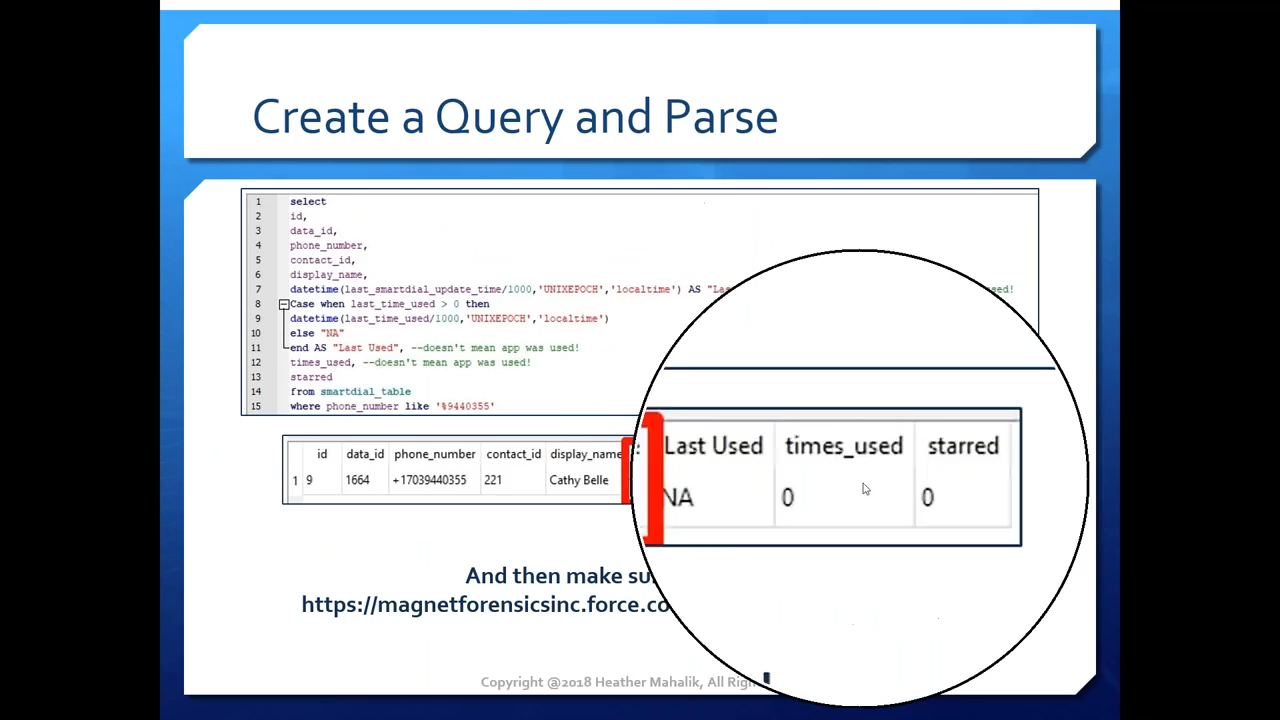 Create a Query and Parse
1 select
2 id,
3 data_id,
4 phone_number,
5 contact_id,
6 display_name,
7 datetime(last_smartdial_update_time/1000,'UNIXEPOCH','localtime') AS "Las
8 Case when last_time_used > 0 then
9 datetime(last_time_used/1000,'UNIXEPOCH','localtime')
10 else "NA"
11 end AS "Last Used", --doesn't mean app was used!
12 times_used, --doesn't mean app was used!
13 starred
14 from smartdial_table
15 where phone_number like '%9440355'
id data_id phone_number contact_id display_name Last Used times_used starred
1 9 1664 +17039440355 221 Cathy Belle NA 0 0
And then make su
https://magnetforensicsinc.force.co
Copyright @2018 Heather Mahalik, All Righ